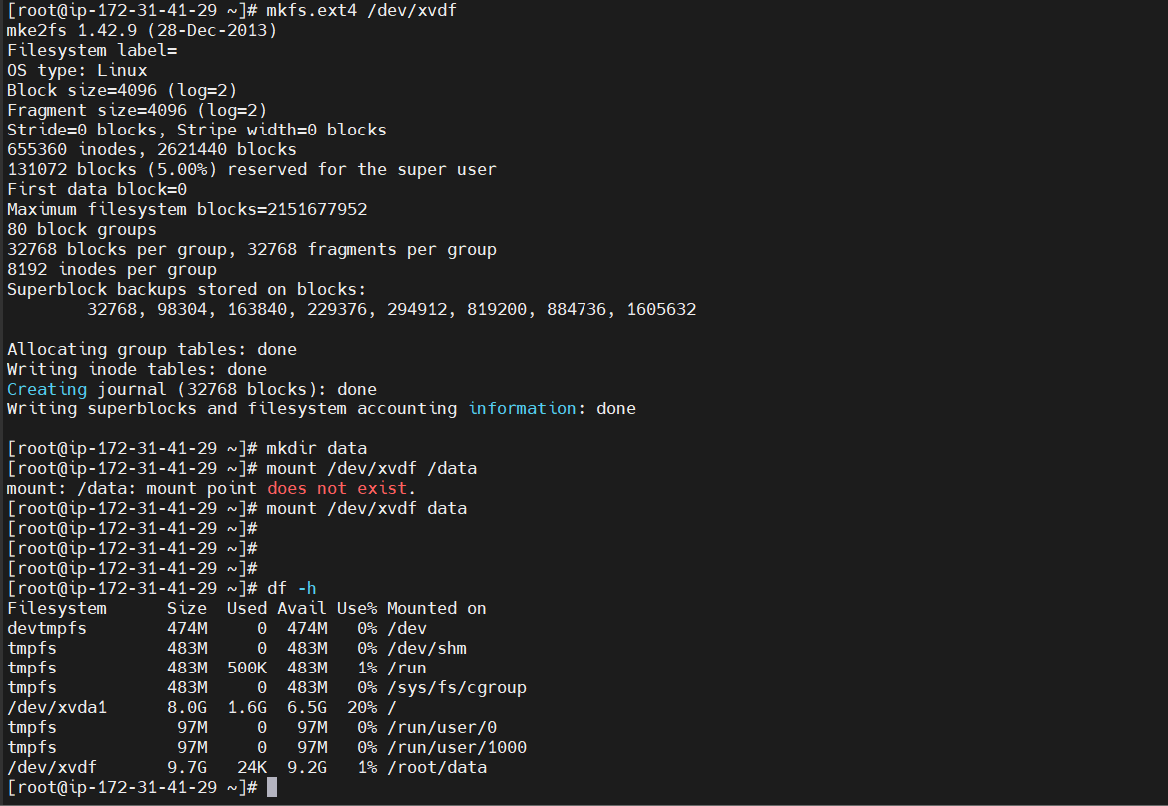 [root@ip-172-31-41-29 ~]# mkfs.ext4 /dev/xvdf
mke2fs 1.42.9 (28-Dec-2013)
Filesystem label=
OS type: Linux
Block size=4096 (log=2)
Fragment size=4096 (log=2)
Stride=0 blocks, Stripe width=0 blocks
655360 inodes, 2621440 blocks
131072 blocks (5.00%) reserved for the super user
First data block=0
Maximum filesystem blocks=2151677952
80 block groups
32768 blocks per group, 32768 fragments per group
8192 inodes per group
Superblock backups stored on blocks:
        32768, 98304, 163840, 229376, 294912, 819200, 884736, 1605632

Allocating group tables: done
Writing inode tables: done
Creating journal (32768 blocks): done
Writing superblocks and filesystem accounting information: done

[root@ip-172-31-41-29 ~]# mkdir data
[root@ip-172-31-41-29 ~]# mount /dev/xvdf /data
mount: /data: mount point does not exist.
[root@ip-172-31-41-29 ~]# mount /dev/xvdf data
[root@ip-172-31-41-29 ~]#
[root@ip-172-31-41-29 ~]#
[root@ip-172-31-41-29 ~]#
[root@ip-172-31-41-29 ~]# df -h
Filesystem      Size  Used Avail Use% Mounted on
devtmpfs        474M     0  474M   0% /dev
tmpfs           483M     0  483M   0% /dev/shm
tmpfs           483M  500K  483M   1% /run
tmpfs           483M     0  483M   0% /sys/fs/cgroup
/dev/xvda1      8.0G  1.6G  6.5G  20% /
tmpfs            97M     0   97M   0% /run/user/0
tmpfs            97M     0   97M   0% /run/user/1000
/dev/xvdf       9.7G   24K  9.2G   1% /root/data
[root@ip-172-31-41-29 ~]#